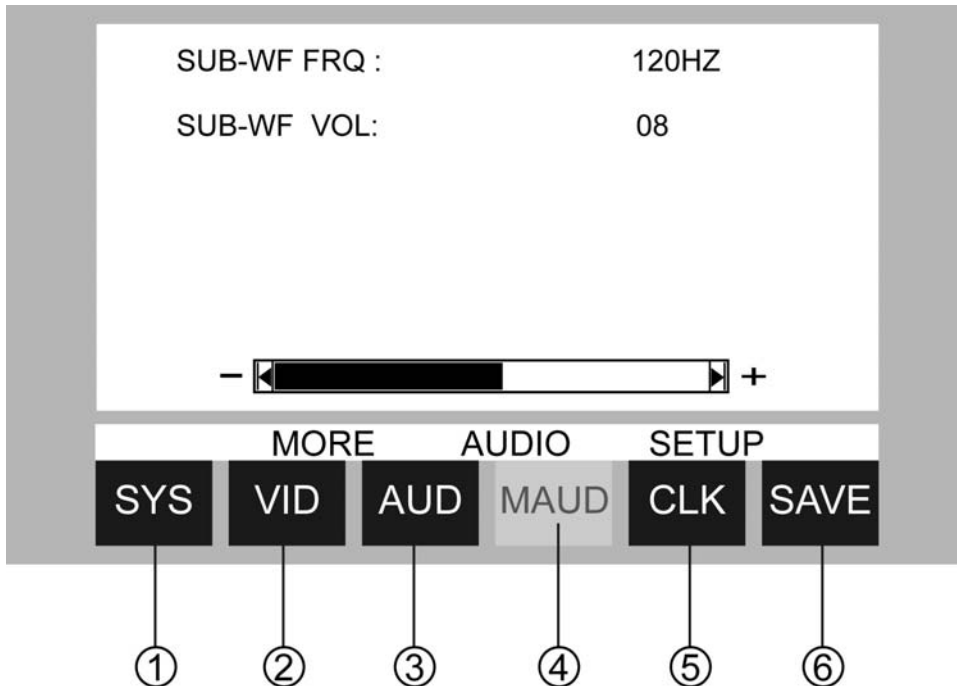 SUB-WF FRQ : 120HZ
SUB-WF VOL: 08
- +
MORE AUDIO SETUP
SYS VID AUD MAUD CLK SAVE
① ② ③ ④ ⑤ ⑥